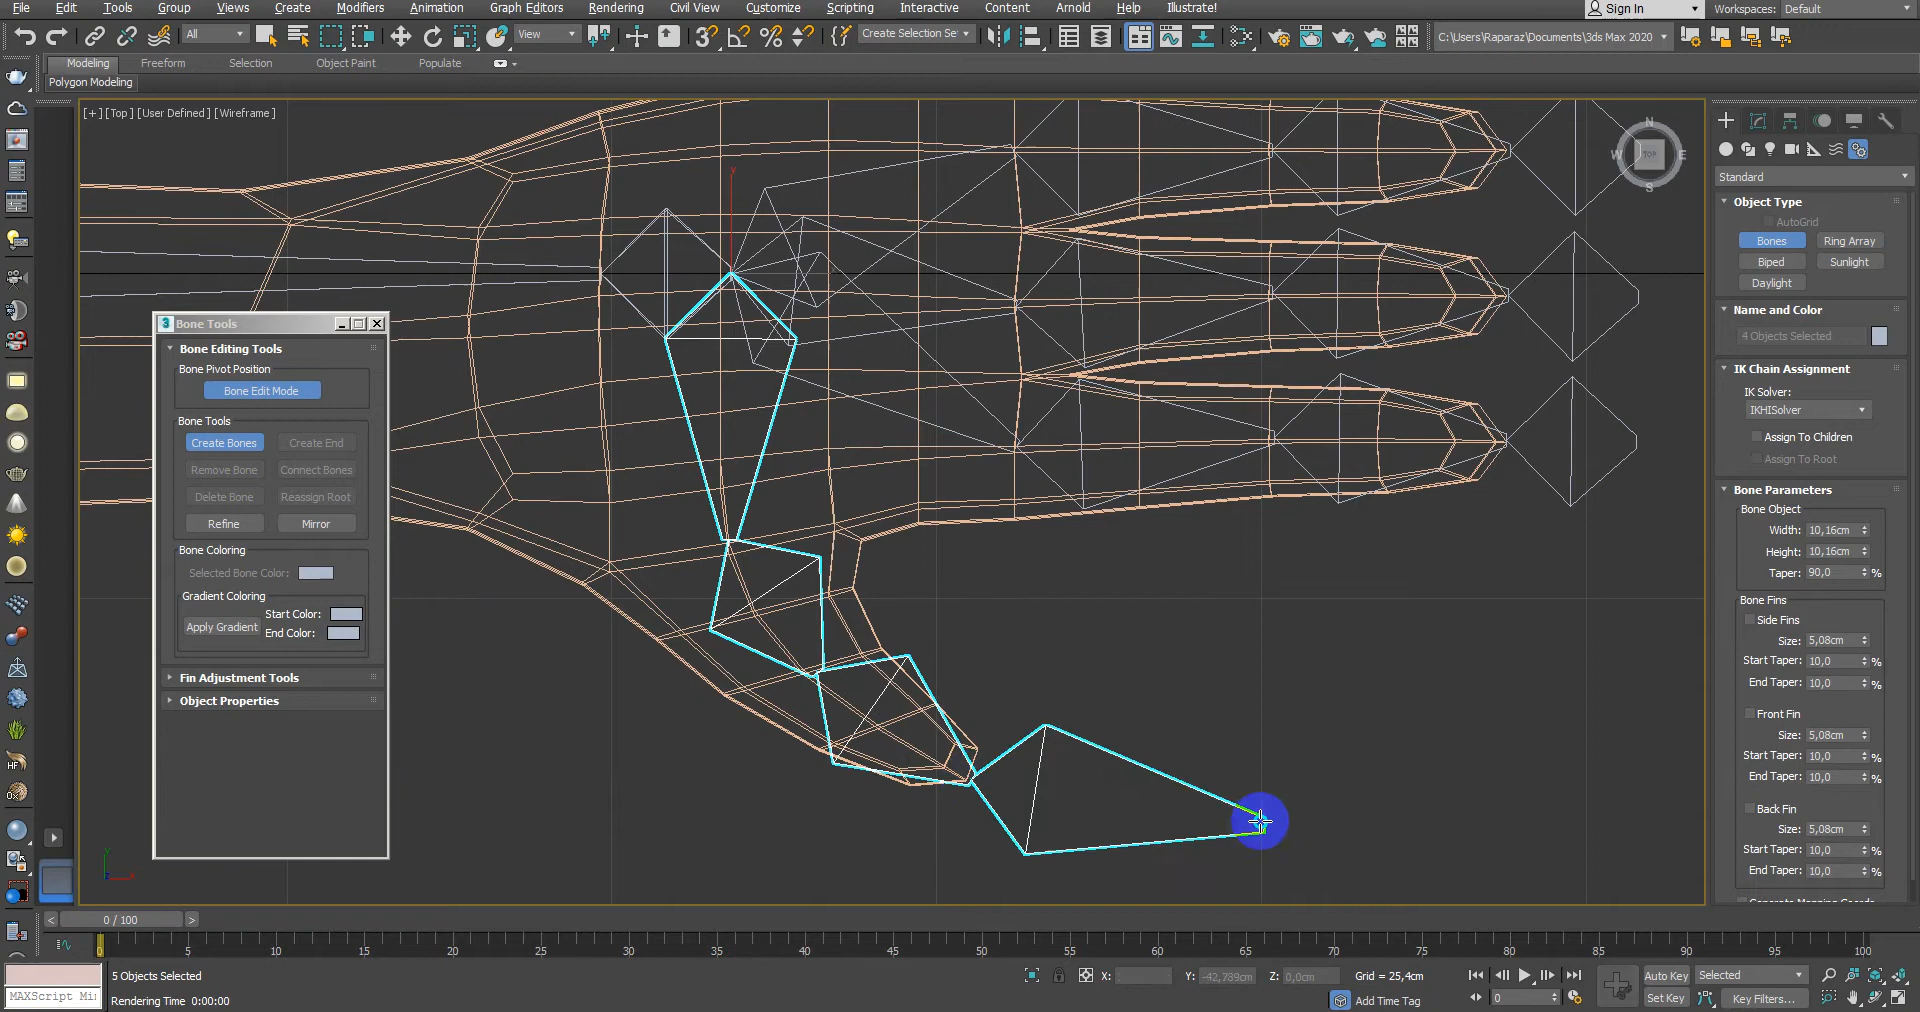 File Edit Tools Group Views Create Modifiers Animation Graph Editors Rendering Civil View Customize Scripting Interactive Content Arnold Help Illustrate! Sign In Workspaces: Default
All View Create Selection Se C:\Users\Raparaz\Documents\3ds Max 2020
Modeling Freeform Selection Object Paint Populate
Polygon Modeling
[+] [Top] [User Defined] [Wireframe]
N
W TOP E
S
y
Standard
Object Type
AutoGrid
Bones Ring Array
Biped Sunlight
Daylight
Name and Color
4 Objects Selected
IK Chain Assignment
IK Solver:
IKHISolver
Assign To Children
Assign To Root
Bone Parameters
Bone Object
Width: 10,16cm
Height: 10,16cm
Taper: 90,0 %
Bone Fins
Side Fins
Size: 5,08cm
Start Taper: 10,0 %
End Taper: 10,0 %
Front Fin
Size: 5,08cm
Start Taper: 10,0 %
End Taper: 10,0 %
Back Fin
Size: 5,08cm
Start Taper: 10,0 %
End Taper: 10,0 %
3 Bone Tools
Bone Editing Tools
Bone Pivot Position
Bone Edit Mode
Bone Tools
Create Bones Create End
Remove Bone Connect Bones
Delete Bone Reassign Root
Refine Mirror
Bone Coloring
Selected Bone Color:
Gradient Coloring
Apply Gradient Start Color:
End Color:
Fin Adjustment Tools
Object Properties
< 0 / 100 >
0 5 10 15 20 25 30 35 40 45 50 55 60 65 70 75 80 85 90 95 100
5 Objects Selected X: Y: -42,789cm Z: 0,0cm Grid = 25,4cm Auto Key Selected
MAXScript Mi Rendering Time 0:00:00 Add Time Tag 0 Set Key Key Filters...